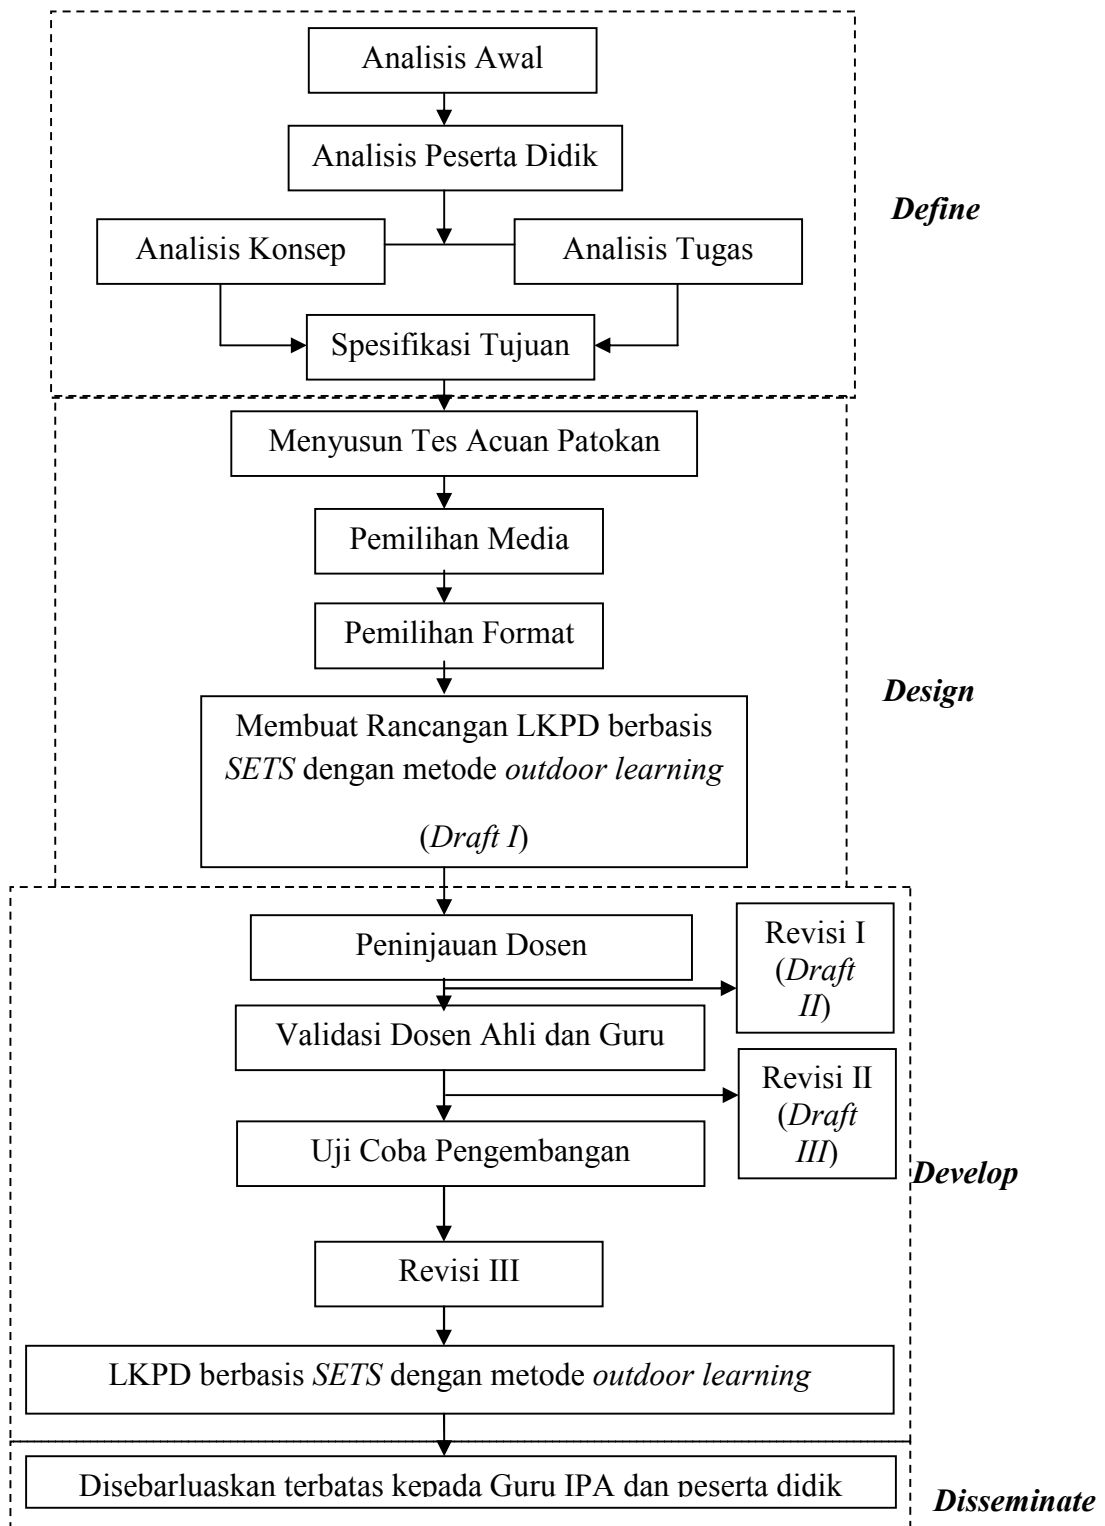 Analisis Awal
Analisis Peserta Didik
Define
Analisis Konsep
Analisis Tugas
Spesifikasi Tujuan
Menyusun Tes Acuan Patokan
Pemilihan Media
Pemilihan Format
Design
Membuat Rancangan LKPD berbasis
SETS dengan metode outdoor learning
(Draft I)
Peninjauan Dosen
Revisi I
(Draft
II)
Validasi Dosen Ahli dan Guru
Revisi II
(Draft
III)
Uji Coba Pengembangan
Develop
Revisi III
LKPD berbasis SETS dengan metode outdoor learning
Disebarluaskan terbatas kepada Guru IPA dan peserta didik
Disseminate